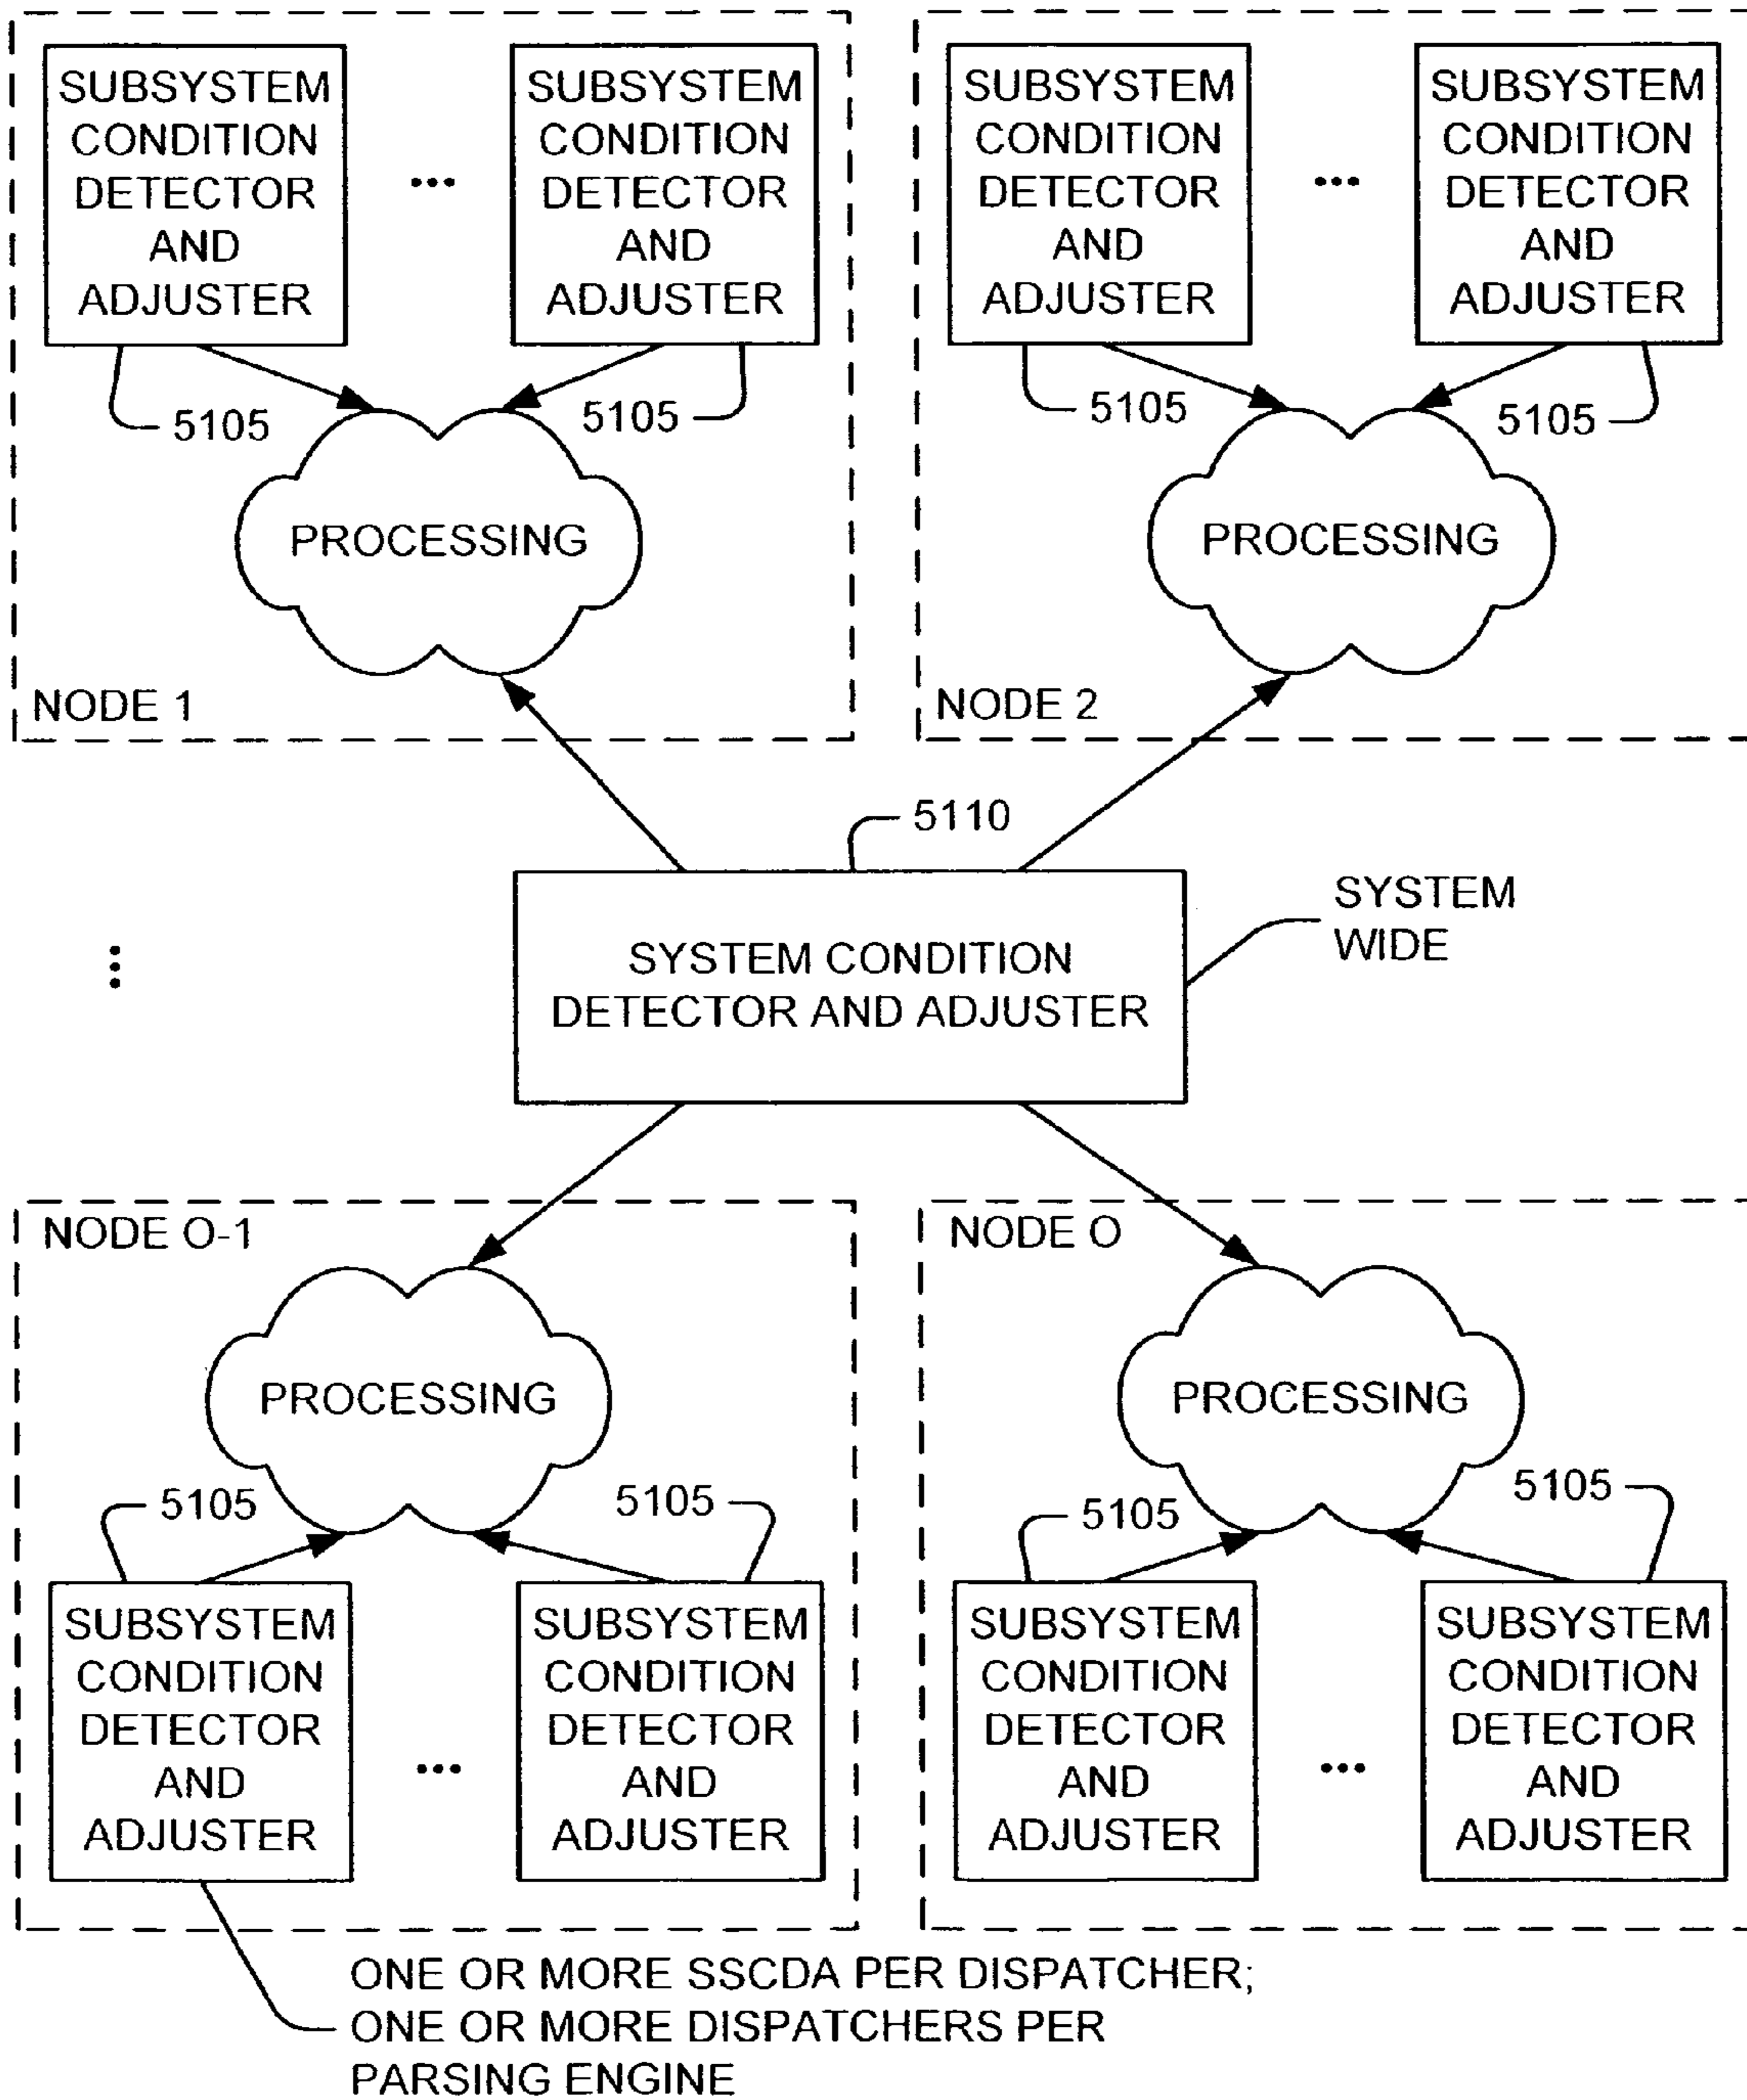 SUBSYSTEM
CONDITION
DETECTOR
AND
ADJUSTER
...
SUBSYSTEM
CONDITION
DETECTOR
AND
ADJUSTER
5105
5105
PROCESSING
NODE 1
SUBSYSTEM
CONDITION
DETECTOR
AND
ADJUSTER
...
SUBSYSTEM
CONDITION
DETECTOR
AND
ADJUSTER
5105
5105
PROCESSING
NODE 2
5110
SYSTEM CONDITION
DETECTOR AND ADJUSTER
SYSTEM
WIDE
...
NODE O-1
PROCESSING
5105
5105
SUBSYSTEM
CONDITION
DETECTOR
AND
ADJUSTER
...
SUBSYSTEM
CONDITION
DETECTOR
AND
ADJUSTER
NODE O
PROCESSING
5105
5105
SUBSYSTEM
CONDITION
DETECTOR
AND
ADJUSTER
...
SUBSYSTEM
CONDITION
DETECTOR
AND
ADJUSTER
ONE OR MORE SSCDA PER DISPATCHER;
ONE OR MORE DISPATCHERS PER
PARSING ENGINE